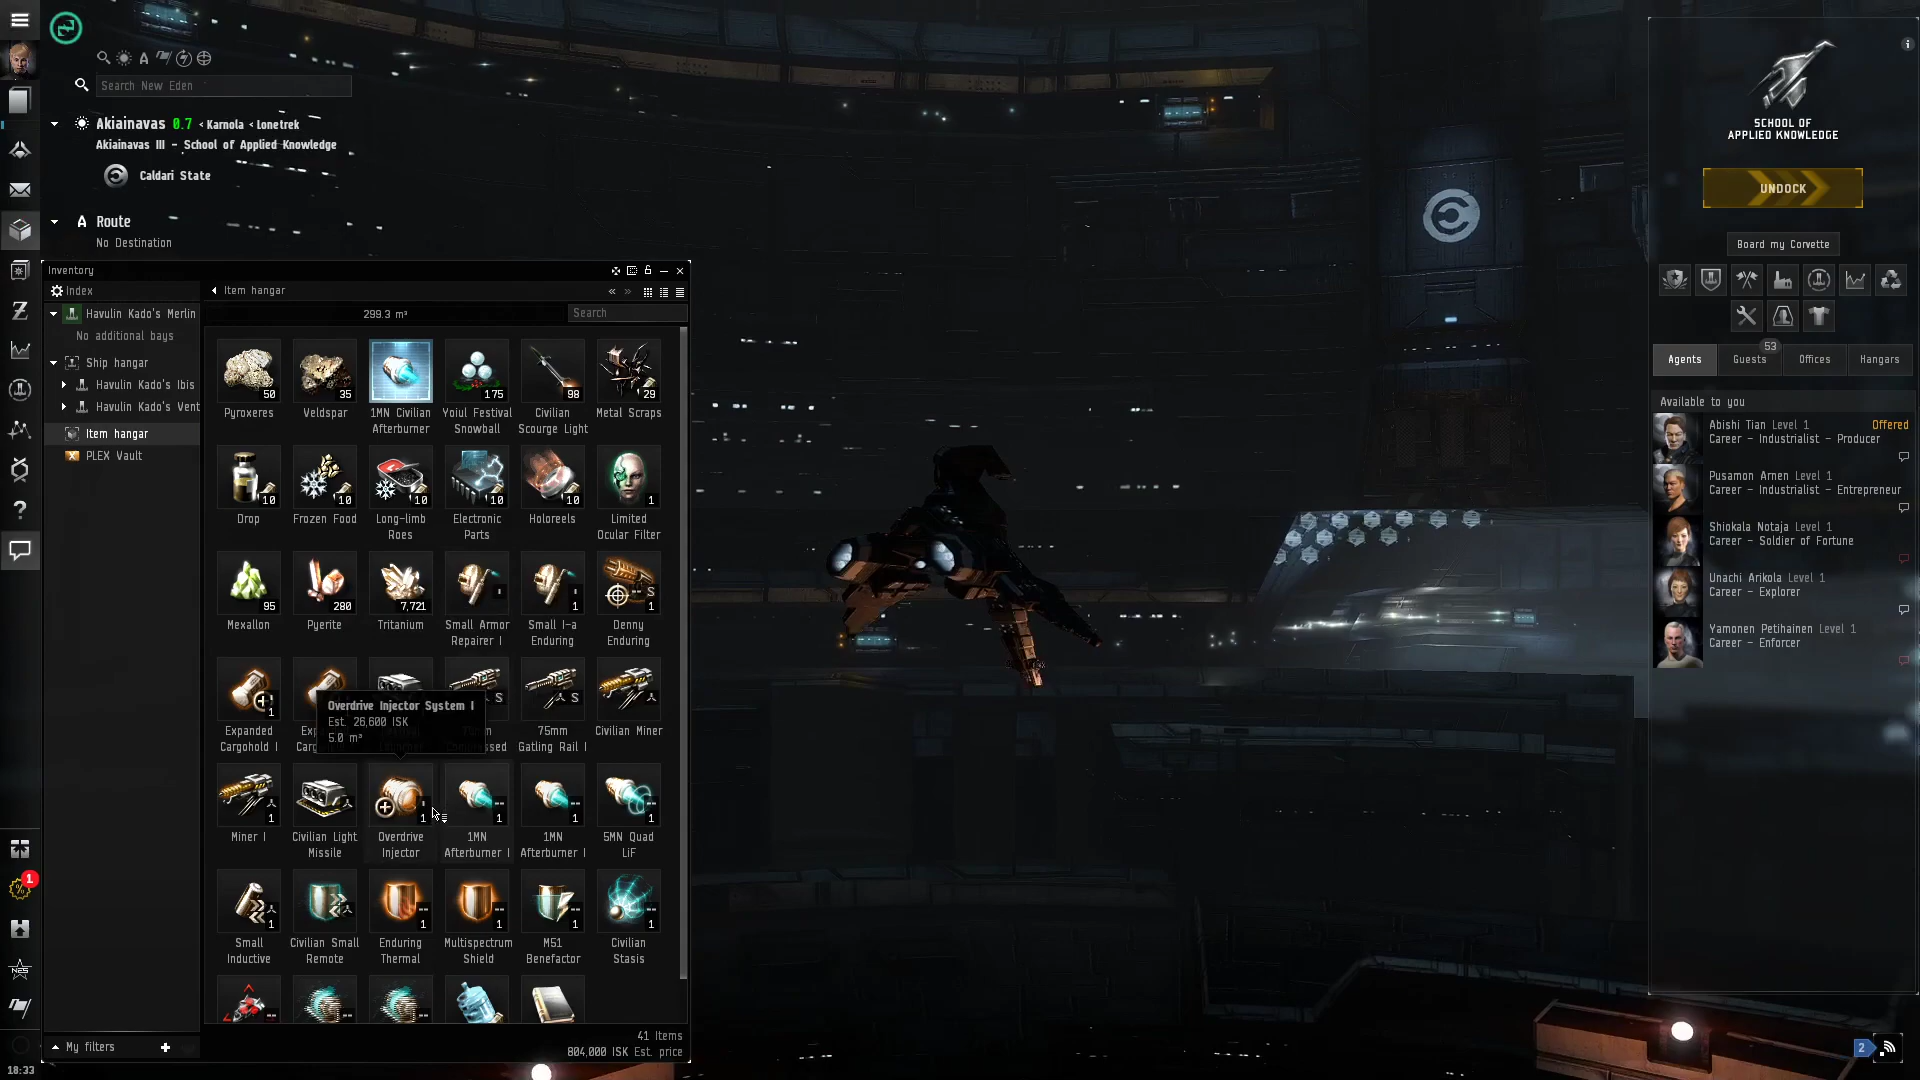 Search New Eden
Akiainavas 0.7 < Karnola < Lonetrek
Akiainavas III - School of Applied Knowledge
Caldari State
Route
No Destination
Inventory
Index
Havulin Kado's Merlin
No additional bays
Ship hangar
Havulin Kado's Ibis
Havulin Kado's Vent
Item hangar
PLEX Vault
My filters
Item hangar
299.3 m³
Search
50
35
175
98
29
Pyroxeres
Veldspar
1MN Civilian
Afterburner
Yoiul Festival
Snowball
Civilian
Scourge Light
Metal Scraps
10
10
10
10
10
1
Drop
Frozen Food
Long-limb
Roes
Electronic
Parts
Holoreels
Limited
Ocular Filter
95
280
7,721
1
S
1
Mexallon
Pyerite
Tritanium
Small Armor
Repairer I
Small I-a
Enduring
Denny
Enduring
1
S
S
Expanded
Cargohold I
Overdrive Injector System I
Est. 26,600 ISK
5.0 m³
75mm
Gatling Rail I
Civilian Miner
1
1
1
1
1
Miner I
Civilian Light
Missile
Overdrive
Injector
1MN
Afterburner I
1MN
Afterburner I
5MN Quad
LiF
1
1
1
1
1
Small
Inductive
Civilian Small
Remote
Enduring
Thermal
Multispectrum
Shield
M51
Benefactor
Civilian
Stasis
41 Items
804,000 ISK Est. price
1
NES
18:33
SCHOOL OF
APPLIED KNOWLEDGE
UNDOCK
Board my Corvette
53
Agents
Guests
Offices
Hangars
Available to you
Abishi Tian Level 1
Offered
Career - Industrialist - Producer
Pusamon Arnen Level 1
Career - Industrialist - Entrepreneur
Shiokala Notaja Level 1
Career - Soldier of Fortune
Unachi Arikola Level 1
Career - Explorer
Yamonen Petihainen Level 1
Career - Enforcer
2